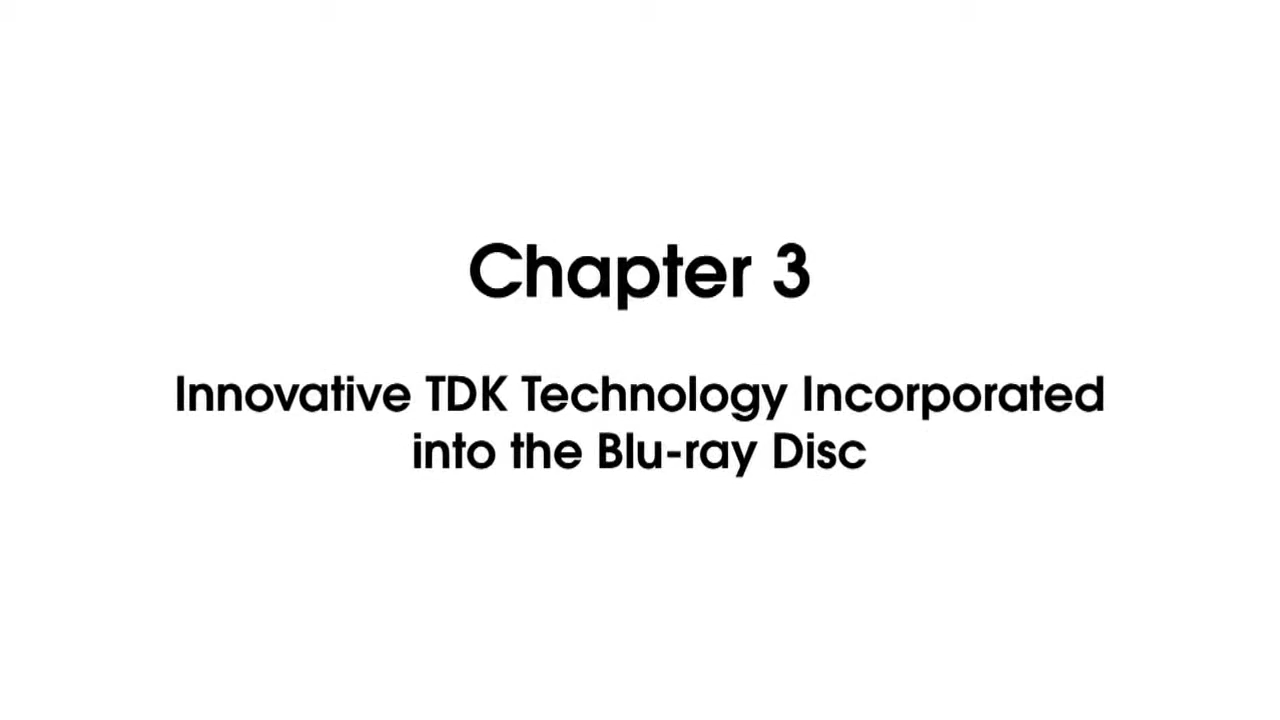 Chapter 3
Innovative TDK Technology Incorporated
into the Blu-ray Disc